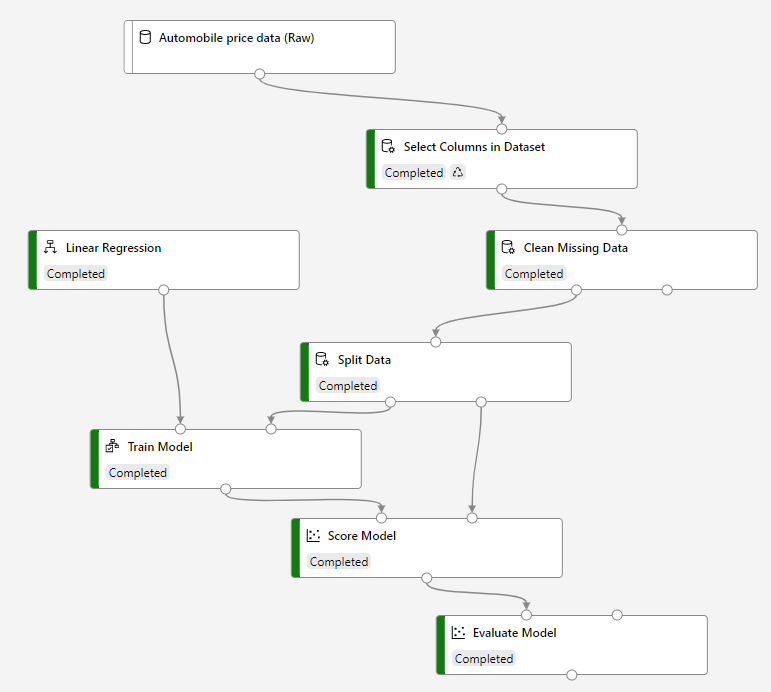 Automobile price data (Raw)
Select Columns in Dataset
Completed
Linear Regression
Completed
Clean Missing Data
Completed
Split Data
Completed
Train Model
Completed
Score Model
Completed
Evaluate Model
Completed